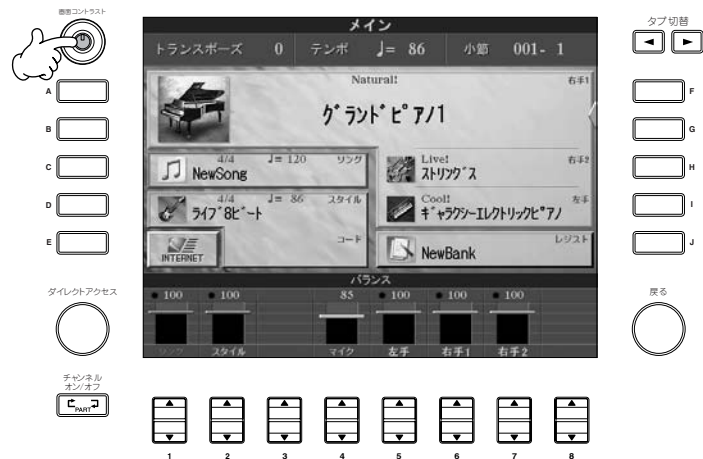 画面コントラスト
タブ切替
メイン
トランスポーズ 0 テンポ ♩= 86 小節 001- 1
A
B
C
D
E
F
G
H
I
J
Natural! 右手1
グランドピアノ1
4/4 ♩= 120 ソング
NewSong
Live! 右手2
ストリングス
4/4 ♩= 86 スタイル
ライブ8ビート
Cool! 左手
ギャラクシーエレクトリックピアノ
INTERNET
コード
レジスト
NewBank
バランス
100 100 85 100 100 100
ソング スタイル マイク 左手 右手1 右手2
ダイレクトアクセス
戻る
チャンネル
オン/オフ
PART
1 2 3 4 5 6 7 8